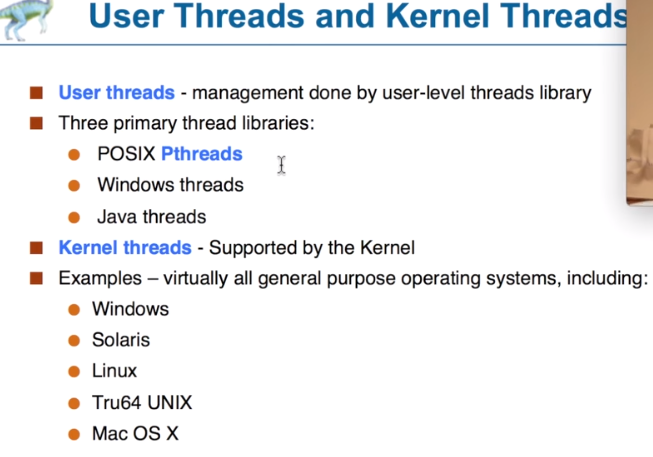 User Threads and Kernel Threads
User threads - management done by user-level threads library
Three primary thread libraries:
POSIX Pthreads
Windows threads
Java threads
Kernel threads - Supported by the Kernel
Examples – virtually all general purpose operating systems, including:
Windows
Solaris
Linux
Tru64 UNIX
Mac OS X